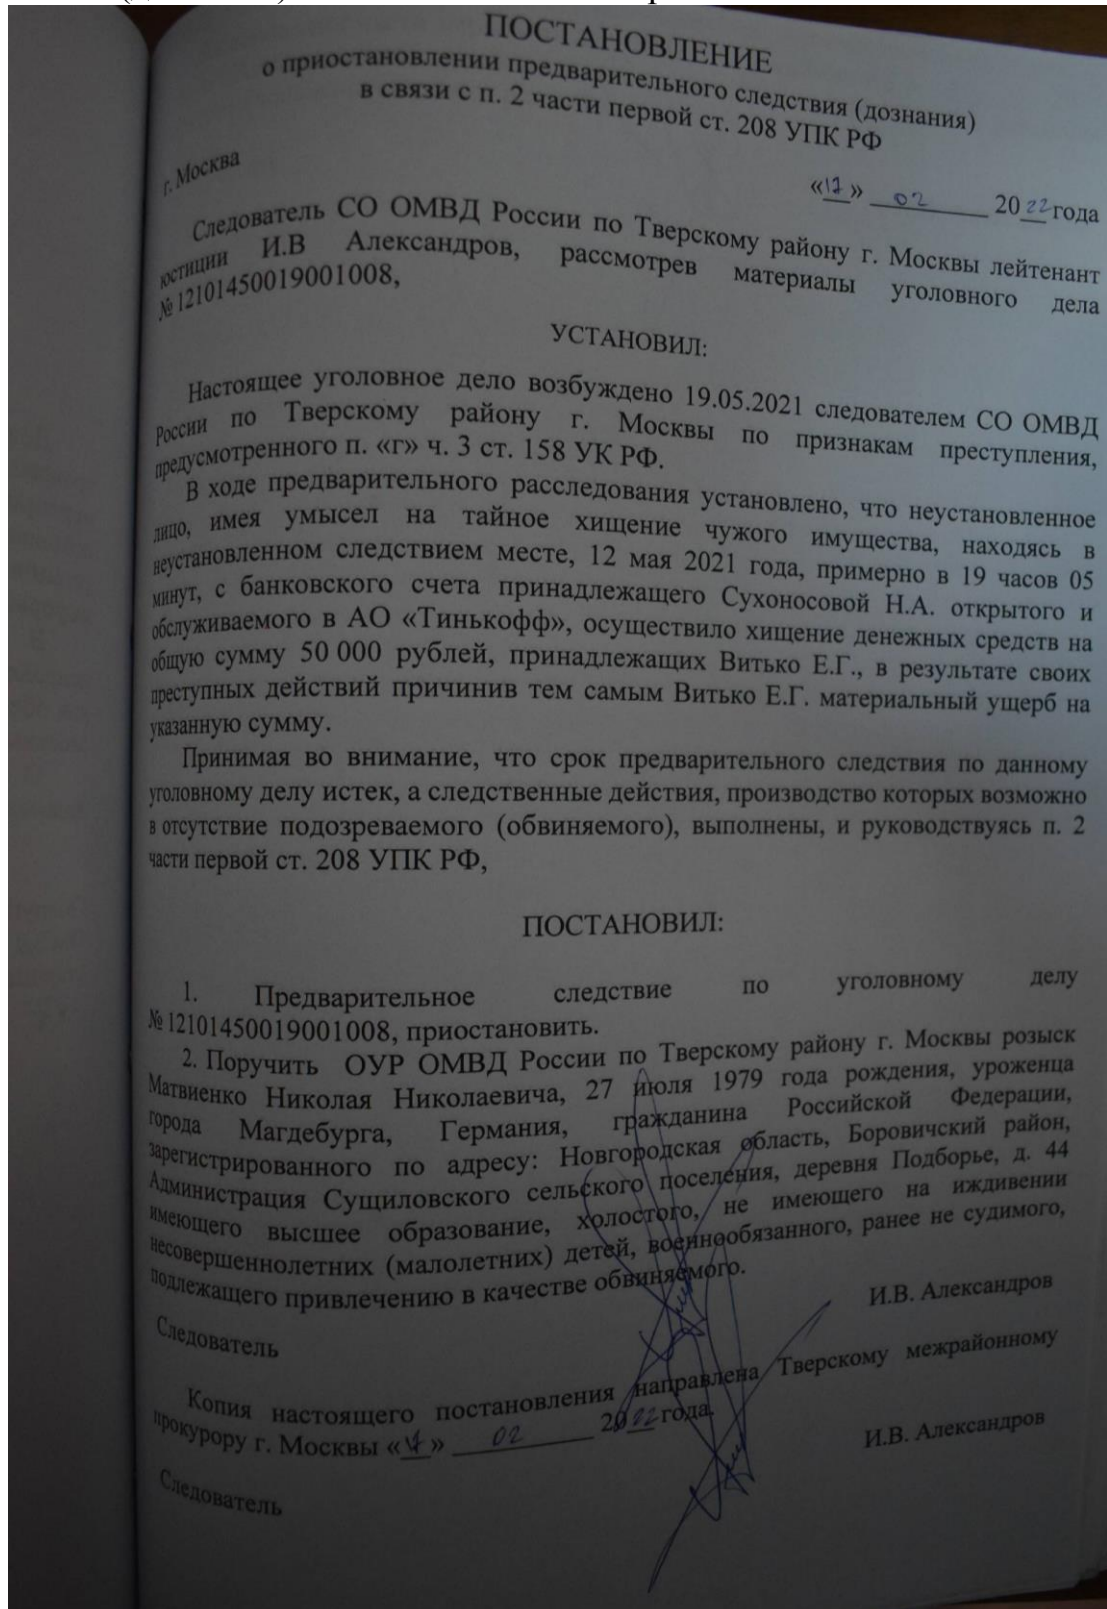 ПОСТАНОВЛЕНИЕ
о приостановлении предварительного следствия (дознания)
в связи с п. 2 части первой ст. 208 УПК РФ
г. Москва
«17» 02 2022 года
Следователь СО ОМВД России по Тверскому району г. Москвы лейтенант
юстиции И.В Александров, рассмотрев материалы уголовного дела
№ 12101450019001008,
УСТАНОВИЛ:
Настоящее уголовное дело возбуждено 19.05.2021 следователем СО ОМВД
России по Тверскому району г. Москвы по признакам преступления,
предусмотренного п. «г» ч. 3 ст. 158 УК РФ.
В ходе предварительного расследования установлено, что неустановленное
лицо, имея умысел на тайное хищение чужого имущества, находясь в
неустановленном следствием месте, 12 мая 2021 года, примерно в 19 часов 05
минут, с банковского счета принадлежащего Сухоносовой Н.А. открытого и
обслуживаемого в АО «Тинькофф», осуществило хищение денежных средств на
общую сумму 50 000 рублей, принадлежащих Витько Е.Г., в результате своих
преступных действий причинив тем самым Витько Е.Г. материальный ущерб на
указанную сумму.
Принимая во внимание, что срок предварительного следствия по данному
уголовному делу истек, а следственные действия, производство которых возможно
в отсутствие подозреваемого (обвиняемого), выполнены, и руководствуясь п. 2
части первой ст. 208 УПК РФ,
ПОСТАНОВИЛ:
1. Предварительное следствие по уголовному делу
№ 12101450019001008, приостановить.
2. Поручить ОУР ОМВД России по Тверскому району г. Москвы розыск
Матвиенко Николая Николаевича, 27 июля 1979 года рождения, уроженца
города Магдебурга, Германия, гражданина Российской Федерации,
зарегистрированного по адресу: Новгородская область, Боровичский район,
Администрация Сущиловского сельского поселения, деревня Подборье, д. 44
имеющего высшее образование, холостого, не имеющего на иждивении
несовершеннолетних (малолетних) детей, военнообязанного, ранее не судимого,
подлежащего привлечению в качестве обвиняемого.
Следователь И.В. Александров
Копия настоящего постановления направлена Тверскому межрайонному
прокурору г. Москвы «17» 02 2022 года.
Следователь И.В. Александров